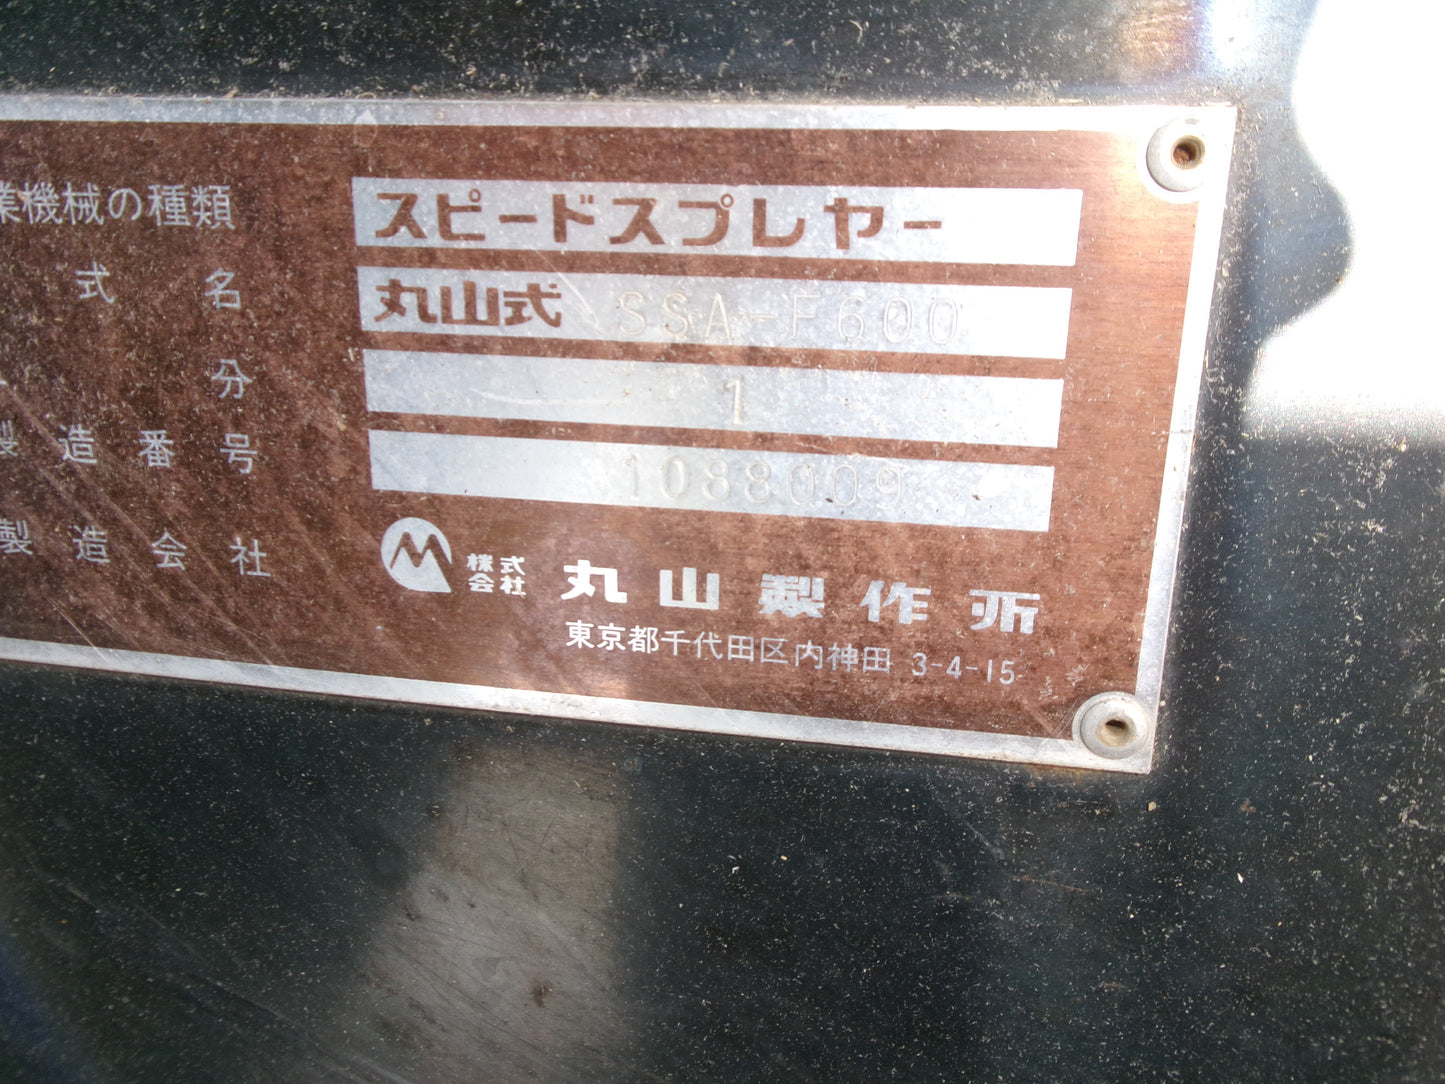 業機械の種類 スピードスプレヤー
式名 丸山式 SSA-F600
分 1
製造番号 1088009
製造会社 株式会社 丸山製作所
東京都千代田区内神田 3-4-15